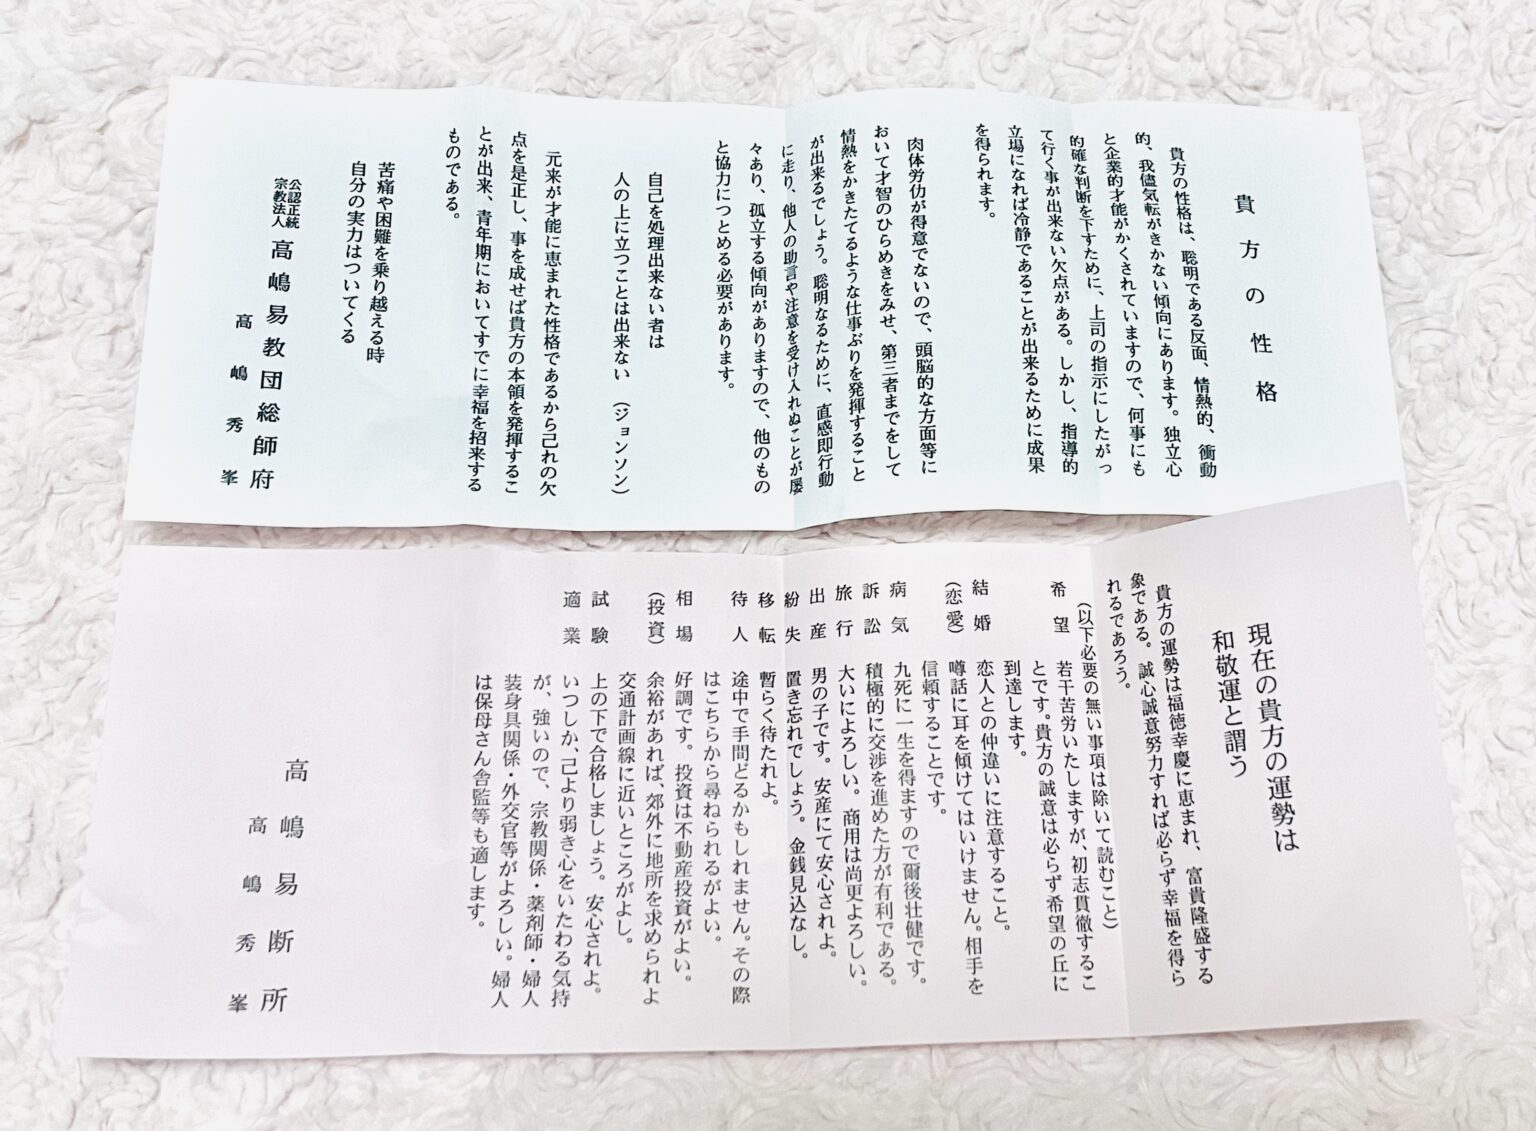 貴方の性格
貴方の性格は、聡明である反面、情熱的、衝動
的、我儘気転がきかない傾向にあります。独立心
と企業的才能がかくされていますので、何事にも
的確な判断を下すために、上司の指示にしたがっ
て行く事が出来ない欠点がある。しかし、指導的
立場になれば冷静であることが出来るために成果
を得られます。
肉体労仂が得意でないので、頭脳的な方面等に
おいて才智のひらめきをみせ、第三者までをして
情熱をかきたてるような仕事ぶりを発揮すること
が出来るでしょう。聡明なるために、直感即行動
に走り、他人の助言や注意を受け入れぬことが屡
々あり、孤立する傾向がありますので、他のもの
と協力につとめる必要があります。
自己を処理出来ない者は
人の上に立つことは出来ない(ジョンソン)
元来が才能に恵まれた性格であるから己れの欠
点を是正し、事を成せば貴方の本領を発揮するこ
とが出来、青年期においてすでに幸福を招来する
ものである。
苦痛や困難を乗り越える時
自分の実力はついてくる
公認正統
宗教法人
高嶋易教団総師府
高嶋秀峯
現在の貴方の運勢は
和敬運と謂う
貴方の運勢は福徳幸慶に恵まれ、富貴隆盛する
象である。誠心誠意努力すれば必らず幸福を得ら
れるであろう。
(以下必要の無い事項は除いて読むこと)
希望 若干苦労いたしますが、初志貫徹するこ
とです。貴方の誠意は必らず希望の丘に
到達します。
結婚 恋人との仲違いに注意すること。
(恋愛) 噂話に耳を傾けてはいけません。相手を
信頼することです。
病気 九死に一生を得ますので爾後壮健です。
訴訟 積極的に交渉を進めた方が有利である。
旅行 大いによろしい。商用は尚更よろしい。
出産 男の子です。安産にて安心されよ。
紛失 置き忘れでしょう。金銭見込なし。
移転 暫らく待たれよ。
待人 途中で手間どるかもしれません。その際
はこちらから尋ねられるがよい。
相場 好調です。投資は不動産投資がよい。
(投資) 余裕があれば、郊外に地所を求められよ
交通計画線に近いところがよし。
試験 上の下で合格しましょう。安心されよ。
適業 いつしか、己より弱き心をいたわる気持
が、強いので、宗教関係・薬剤師・婦人
装身具関係・外交官等がよろしい。婦人
は保母さん舎監等も適します。
高嶋易断所
高嶋秀峯